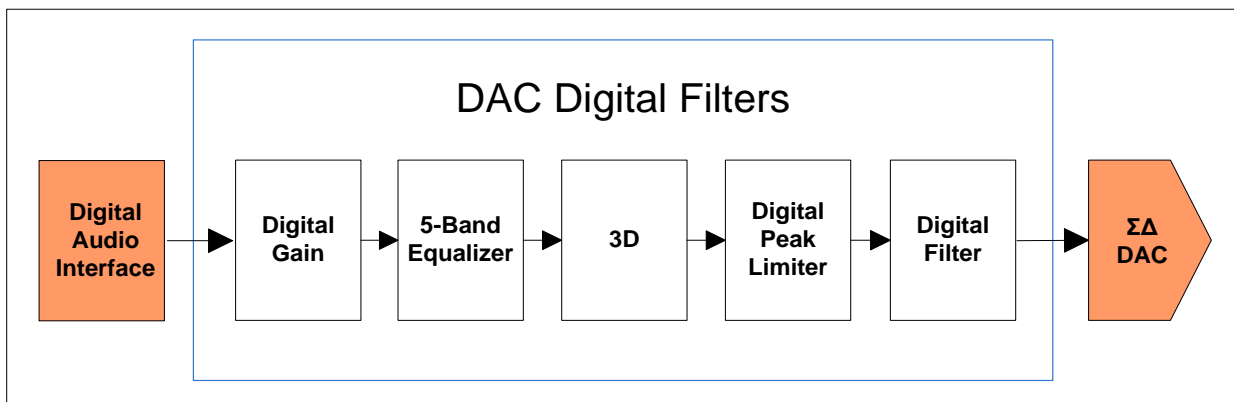 DAC Digital Filters
Digital
Audio
Interface
Digital
Gain
5-Band
Equalizer
3D
Digital
Peak
Limiter
Digital
Filter
ΣΔ
DAC